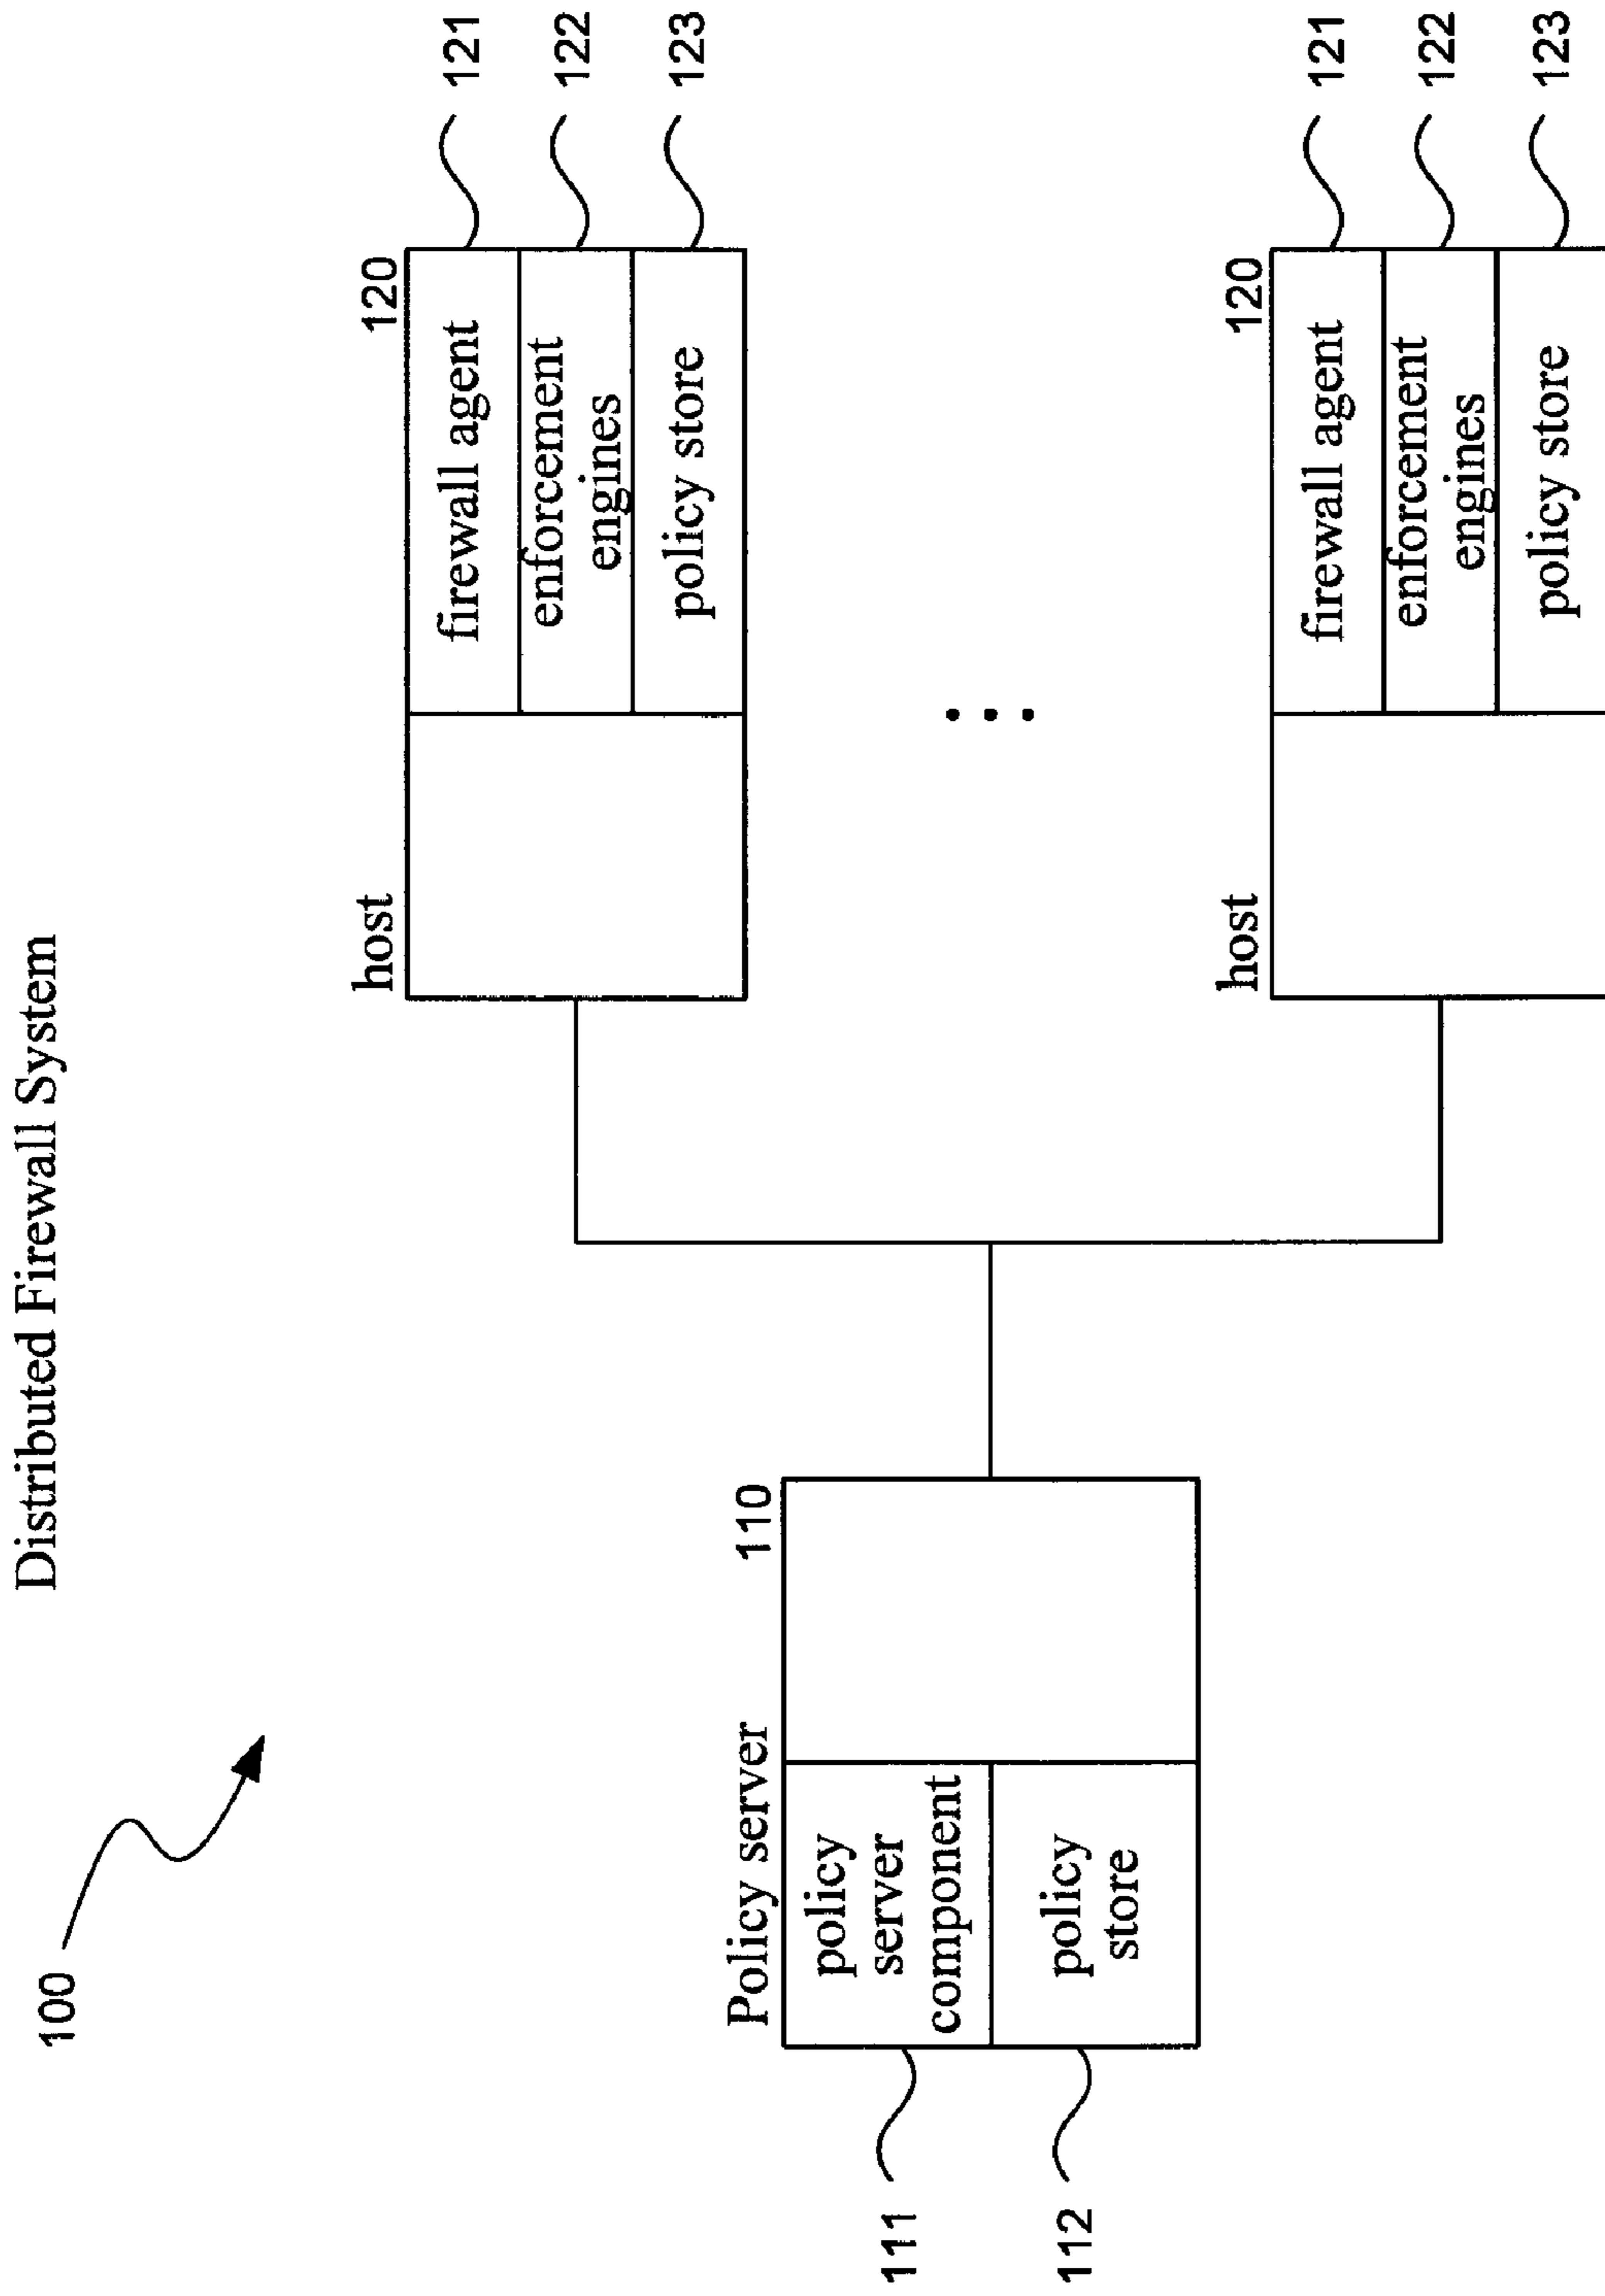 Distributed Firewall System
100
host
120
firewall agent
121
enforcement
engines
122
policy store
123
Policy server
110
policy
server
component
111
policy
store
112
host
120
firewall agent
121
enforcement
engines
122
policy store
123